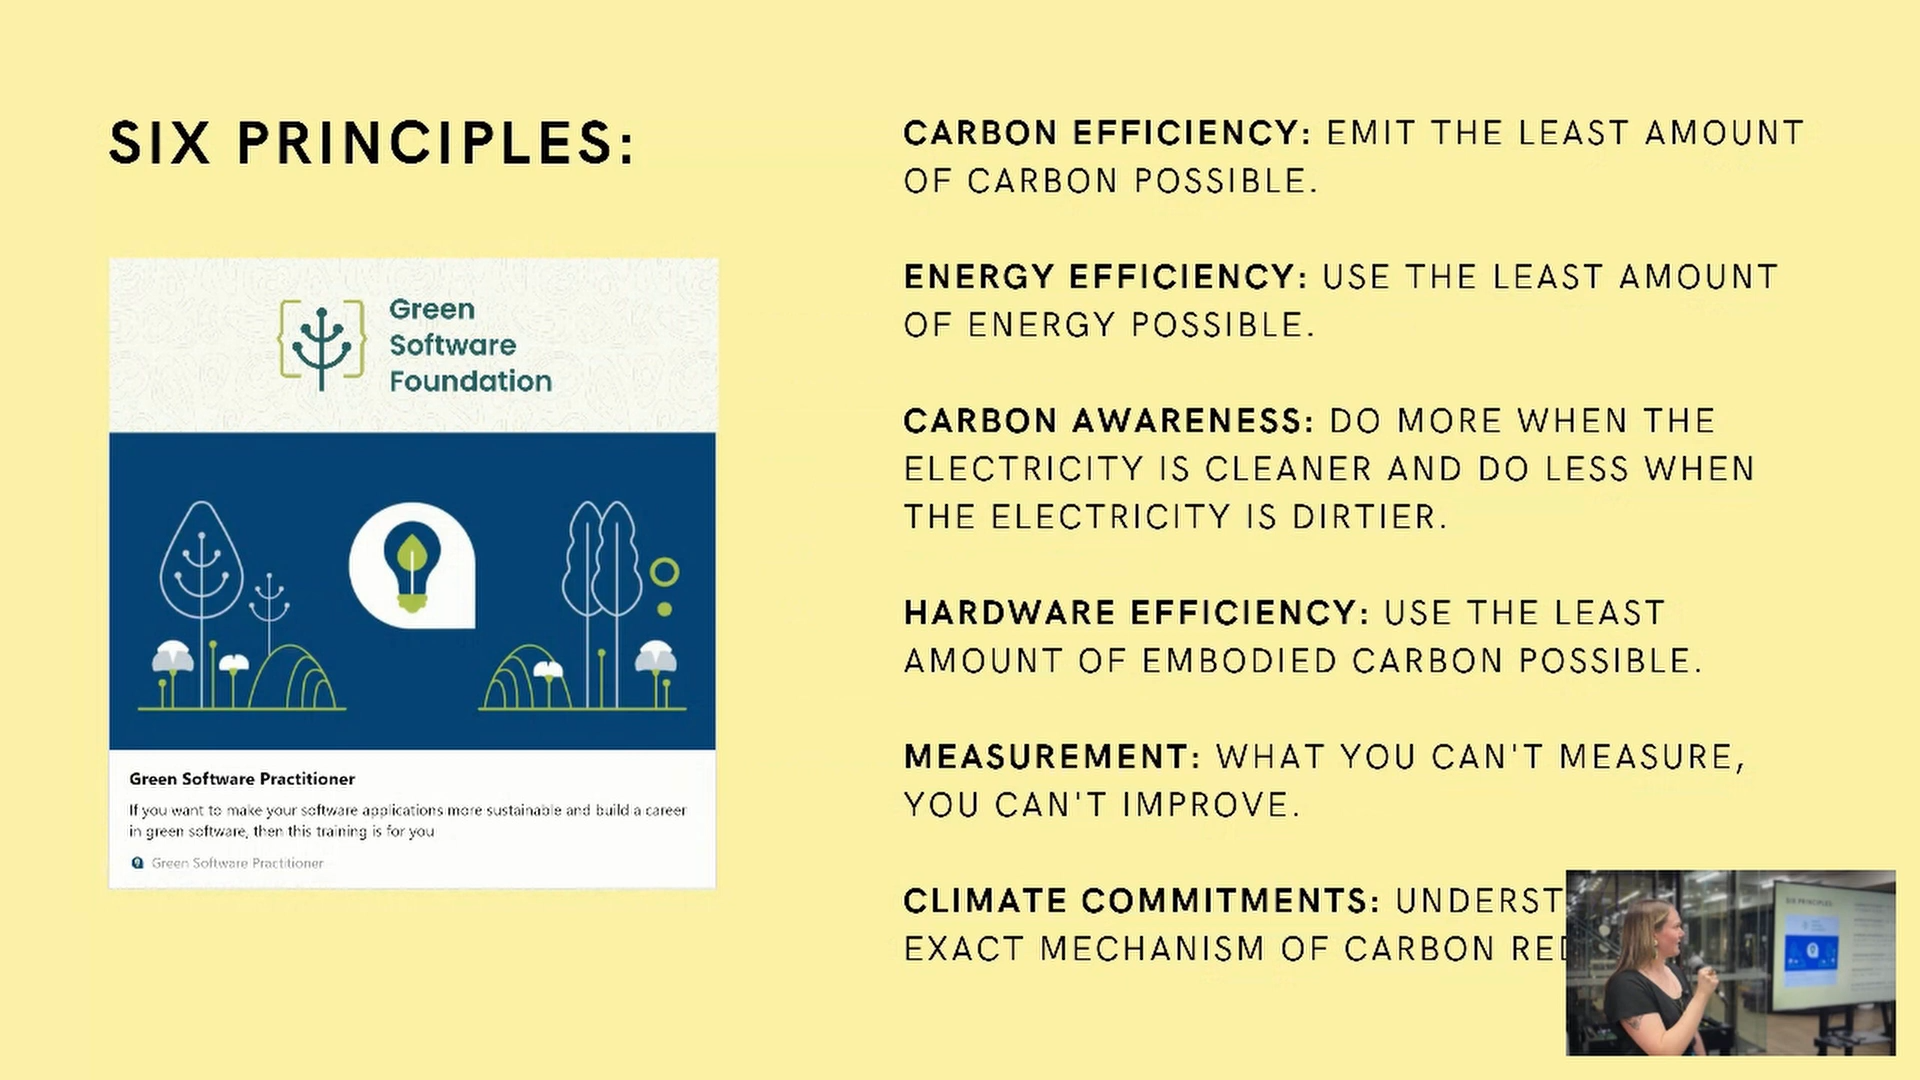 SIX PRINCIPLES:
Green
Software
Foundation
Green Software Practitioner
If you want to make your software applications more sustainable and build a career
in green software, then this training is for you
Green Software Practitioner
CARBON EFFICIENCY: EMIT THE LEAST AMOUNT
OF CARBON POSSIBLE.
ENERGY EFFICIENCY: USE THE LEAST AMOUNT
OF ENERGY POSSIBLE.
CARBON AWARENESS: DO MORE WHEN THE
ELECTRICITY IS CLEANER AND DO LESS WHEN
THE ELECTRICITY IS DIRTIER.
HARDWARE EFFICIENCY: USE THE LEAST
AMOUNT OF EMBODIED CARBON POSSIBLE.
MEASUREMENT: WHAT YOU CAN'T MEASURE,
YOU CAN'T IMPROVE.
CLIMATE COMMITMENTS: UNDERST
EXACT MECHANISM OF CARBON RED
SIX PRINCIPLES: